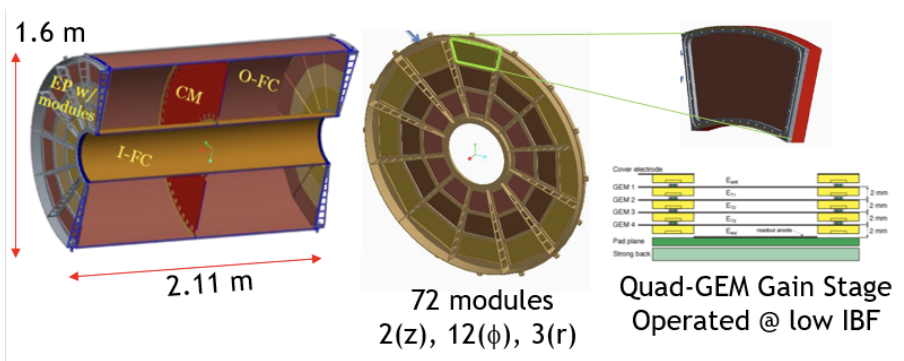 1.6 m
EP w/
modules
CM
O-FC
I-FC
2.11 m
72 modules
2(z), 12(ϕ), 3(r)
Cover electrode
GEM 1
GEM 2
GEM 3
GEM 4
Pad plane
Strong back
E_drift
E_T1
E_T2
E_T3
E_ind
readout anode
2 mm
2 mm
2 mm
2 mm
Quad-GEM Gain Stage
Operated @ low IBF